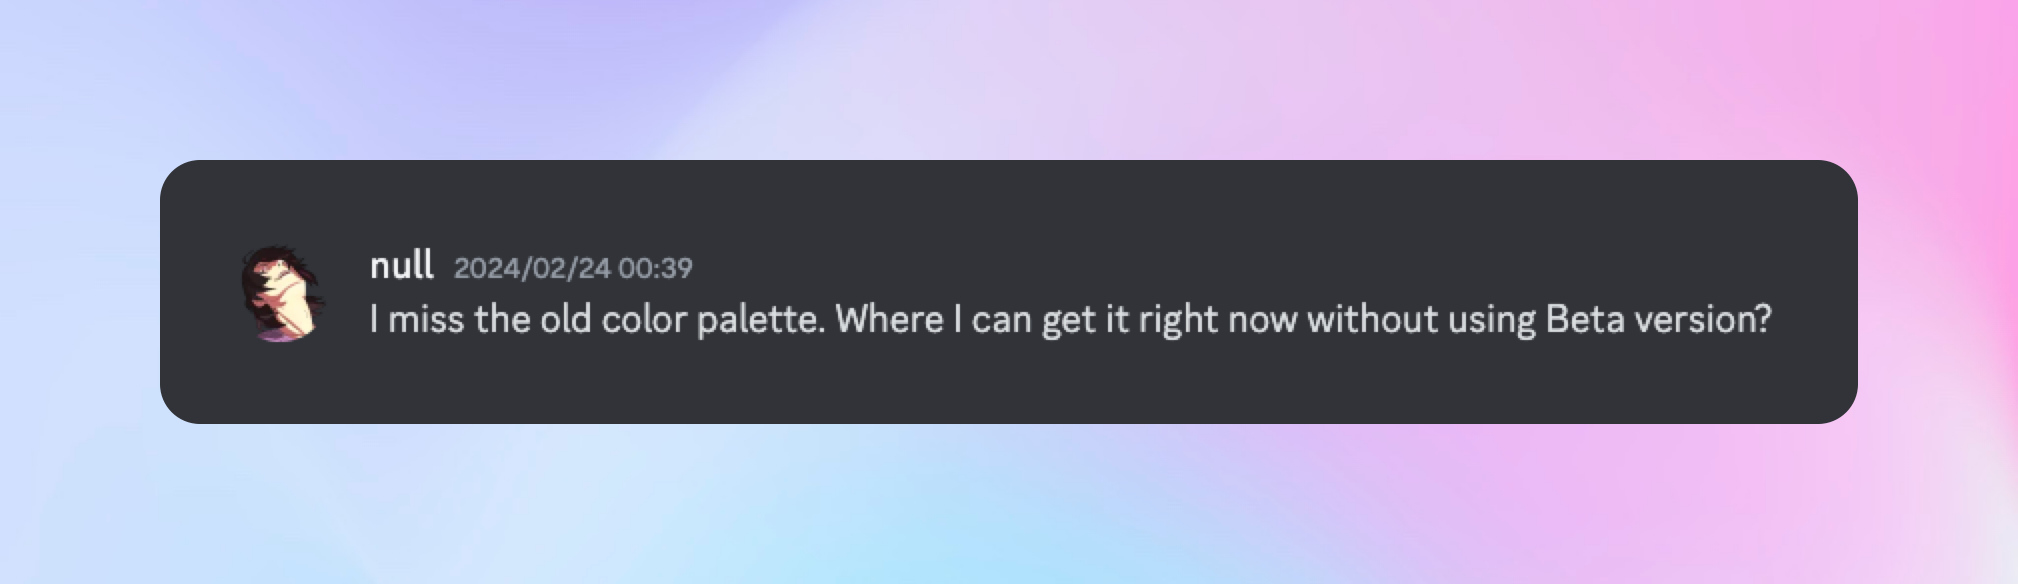 null 2024/02/24 00:39
I miss the old color palette. Where I can get it right now without using Beta version?